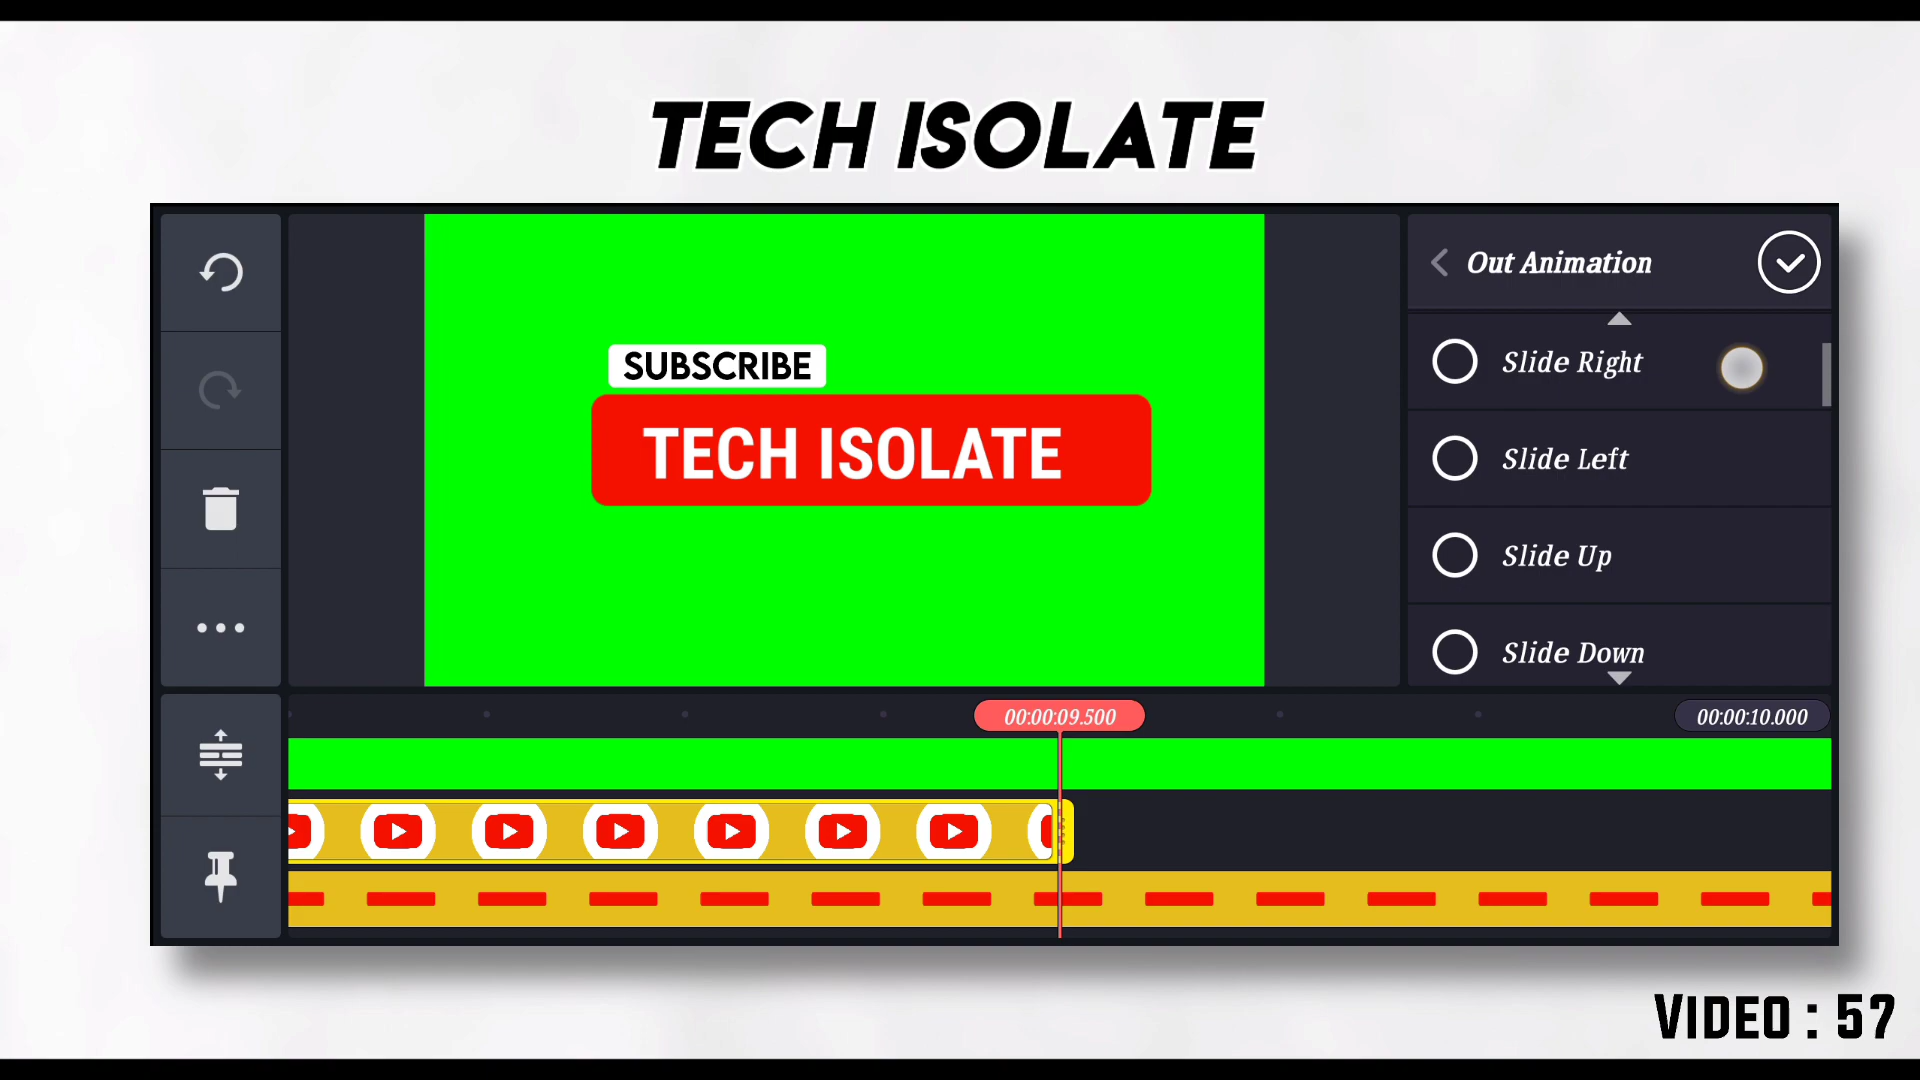 TECH ISOLATE
Out Animation
SUBSCRIBE
TECH ISOLATE
Slide Right
Slide Left
Slide Up
Slide Down
00:00:09.500
00:00:10.000
VIDEO : 57